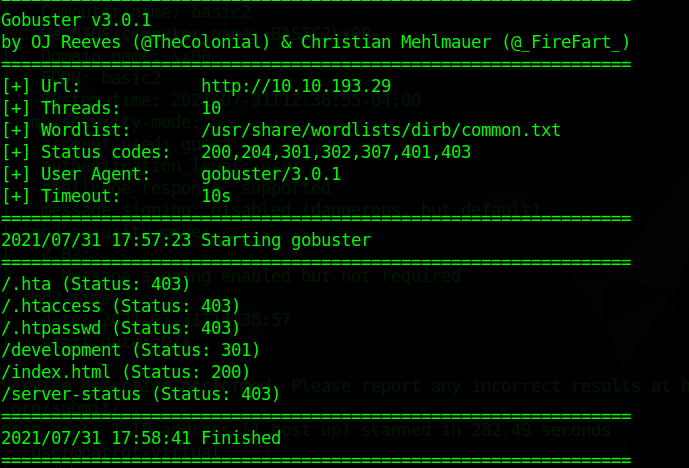 ===============================================================
Gobuster v3.0.1
by OJ Reeves (@TheColonial) & Christian Mehlmauer (@_FireFart_)
===============================================================
[+] Url:            http://10.10.193.29
[+] Threads:        10
[+] Wordlist:       /usr/share/wordlists/dirb/common.txt
[+] Status codes:   200,204,301,302,307,401,403
[+] User Agent:     gobuster/3.0.1
[+] Timeout:        10s
===============================================================
2021/07/31 17:57:23 Starting gobuster
===============================================================
/.hta (Status: 403)
/.htaccess (Status: 403)
/.htpasswd (Status: 403)
/development (Status: 301)
/index.html (Status: 200)
/server-status (Status: 403)
===============================================================
2021/07/31 17:58:41 Finished
===============================================================